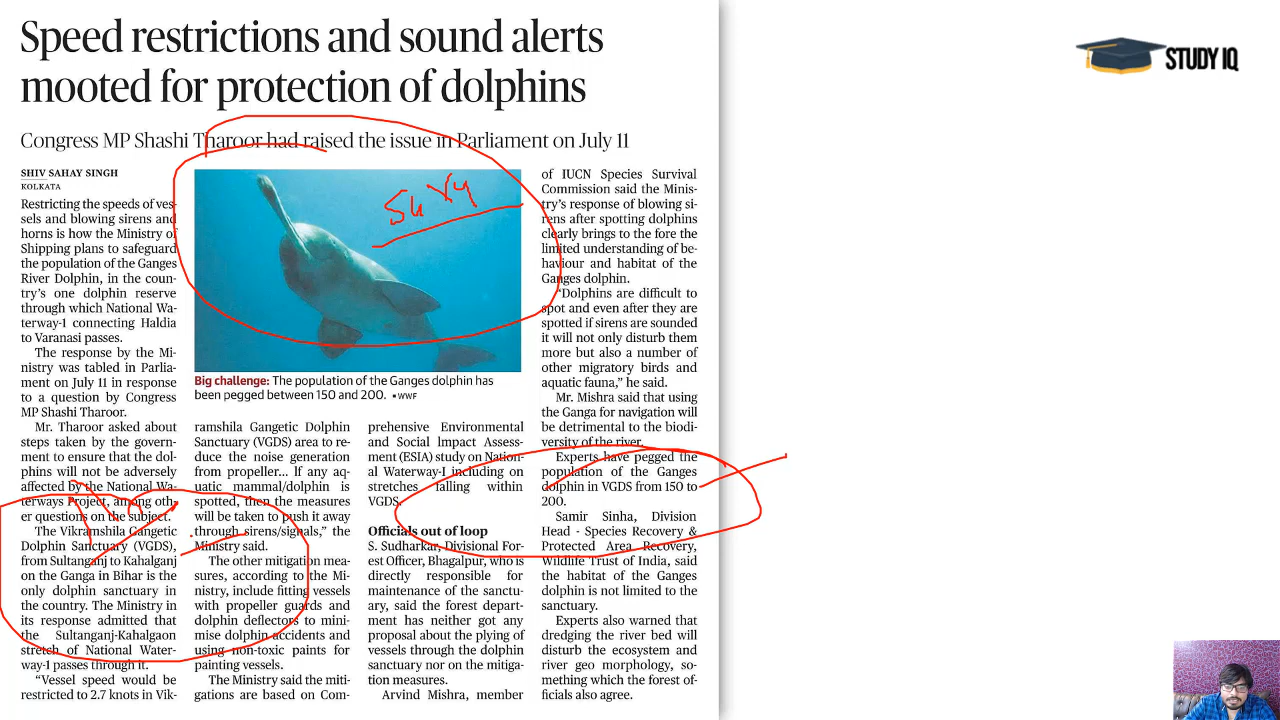 Speed restrictions and sound alerts
mooted for protection of dolphins
STUDY IQ
Congress MP Shashi Tharoor had raised the issue in Parliament on July 11
SHIV SAHAY SINGH
KOLKATA
Restricting the speeds of ves-
sels and blowing sirens and
horns is how the Ministry of
Shipping plans to safeguard
the population of the Ganges
River Dolphin, in the coun-
try's one dolphin reserve
through which National Wa-
terway-I connecting Haldia
to Varanasi passes.
The response by the Mi-
nistry was tabled in Parlia-
ment on July 11 in response
to a question by Congress
MP Shashi Tharoor.
Mr. Tharoor asked about
steps taken by the govern-
ment to ensure that the dol-
phins will not be adversely
affected by the National Wa-
terways Project, among oth-
er questions on the subject.
The Vikramshila Gangetic
Dolphin Sanctuary (VGDS),
from Sultanganj to Kahalganj
on the Ganga in Bihar is the
only dolphin sanctuary in
the country. The Ministry in
its response admitted that
the Sultanganj-Kahalgaon
stretch of National Water-
way-I passes through it.
"Vessel speed would be
restricted to 2.7 knots in Vik-
Big challenge: The population of the Ganges dolphin has
been pegged between 150 and 200. ■WWF
ramshila Gangetic Dolphin
Sanctuary (VGDS) area to re-
duce the noise generation
from propeller... If any aq-
uatic mammal/dolphin is
spotted, then the measures
will be taken to push it away
through sirens/signals," the
Ministry said.
The other mitigation mea-
sures, according to the Mi-
nistry, include fitting vessels
with propeller guards and
dolphin deflectors to mini-
mise dolphin accidents and
using non-toxic paints for
painting vessels.
The Ministry said the miti-
gations are based on Com-
prehensive Environmental
and Social Impact Assess-
ment (ESIA) study on Nation-
al Waterway-I including on
stretches falling within
VGDS.
Officials out of loop
S. Sudharkar, Divisional For-
est Officer, Bhagalpur, who is
directly responsible for
maintenance of the sanctu-
ary, said the forest depart-
ment has neither got any
proposal about the plying of
vessels through the dolphin
sanctuary nor on the mitiga-
tion measures.
Arvind Mishra, member
of IUCN Species Survival
Commission said the Minis-
try's response of blowing si-
rens after spotting dolphins
clearly brings to the fore the
limited understanding of be-
haviour and habitat of the
Ganges dolphin.
"Dolphins are difficult to
spot and even after they are
spotted if sirens are sounded
it will not only disturb them
more but also a number of
other migratory birds and
aquatic fauna," he said.
Mr. Mishra said that using
the Ganga for navigation will
be detrimental to the biodi-
versity of the river.
Experts have pegged the
population of the Ganges
dolphin in VGDS from 150 to
200.
Samir Sinha, Division
Head - Species Recovery &
Protected Area Recovery,
Wildlife Trust of India, said
the habitat of the Ganges
dolphin is not limited to the
sanctuary.
Experts also warned that
dredging the river bed will
disturb the ecosystem and
river geo morphology, so-
mething which the forest of-
ficials also agree.